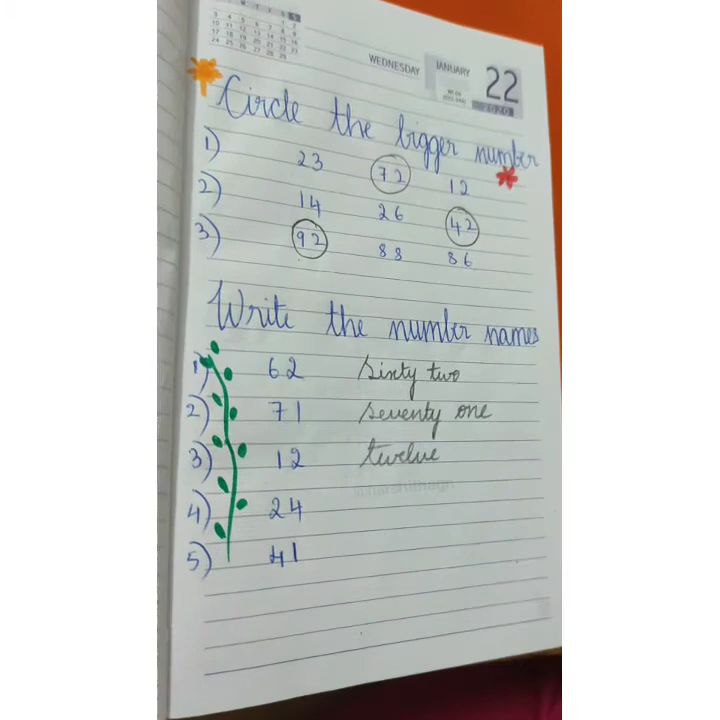 WEDNESDAY JANUARY 22
2020
Circle the bigger number
1) 23 72 12
2) 14 26 42
3) 92 88 86
Write the number names
1) 62 sixty two
2) 71 seventy one
3) 12 twelve
4) 24
5) 41